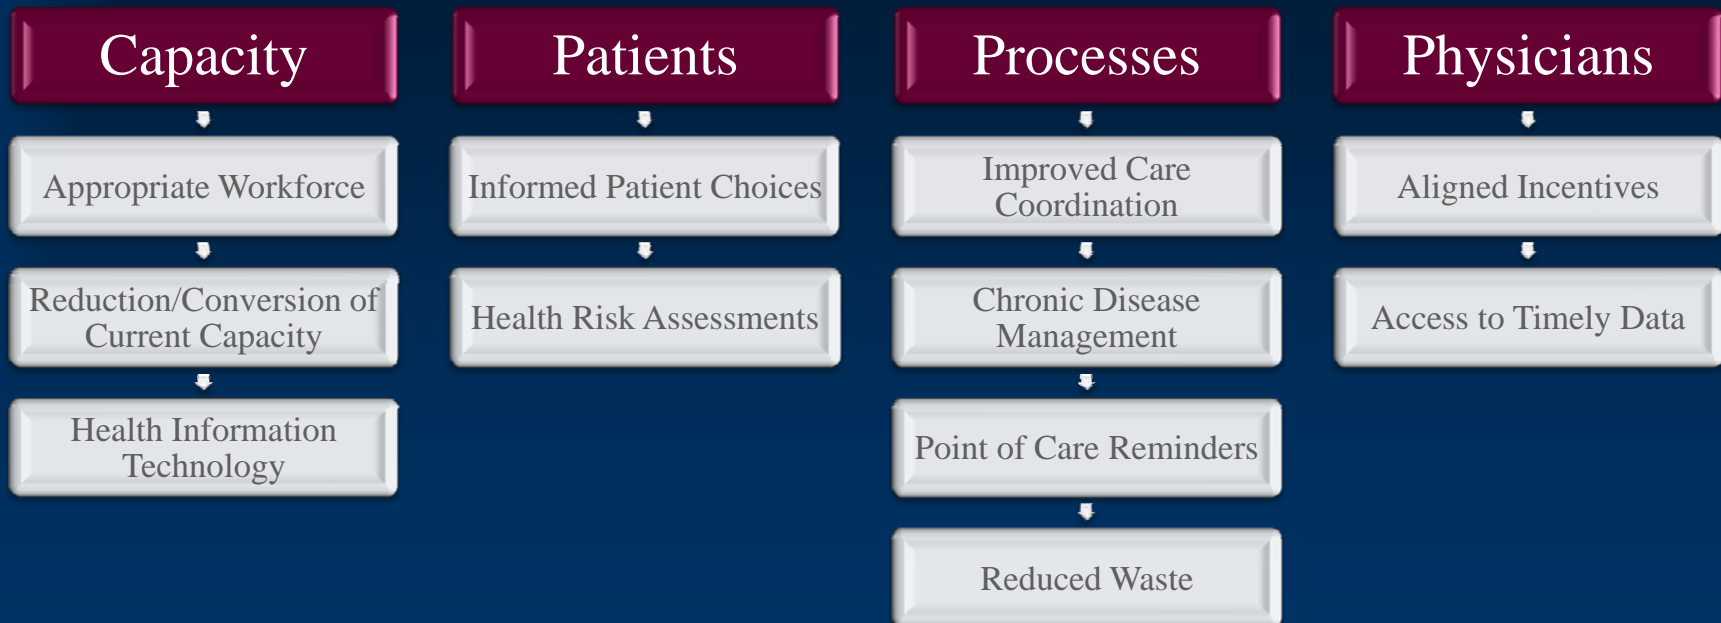 Capacity
Appropriate Workforce
Reduction/Conversion of
Current Capacity
Health Information
Technology
Patients
Informed Patient Choices
Health Risk Assessments
Processes
Improved Care
Coordination
Chronic Disease
Management
Point of Care Reminders
Reduced Waste
Physicians
Aligned Incentives
Access to Timely Data